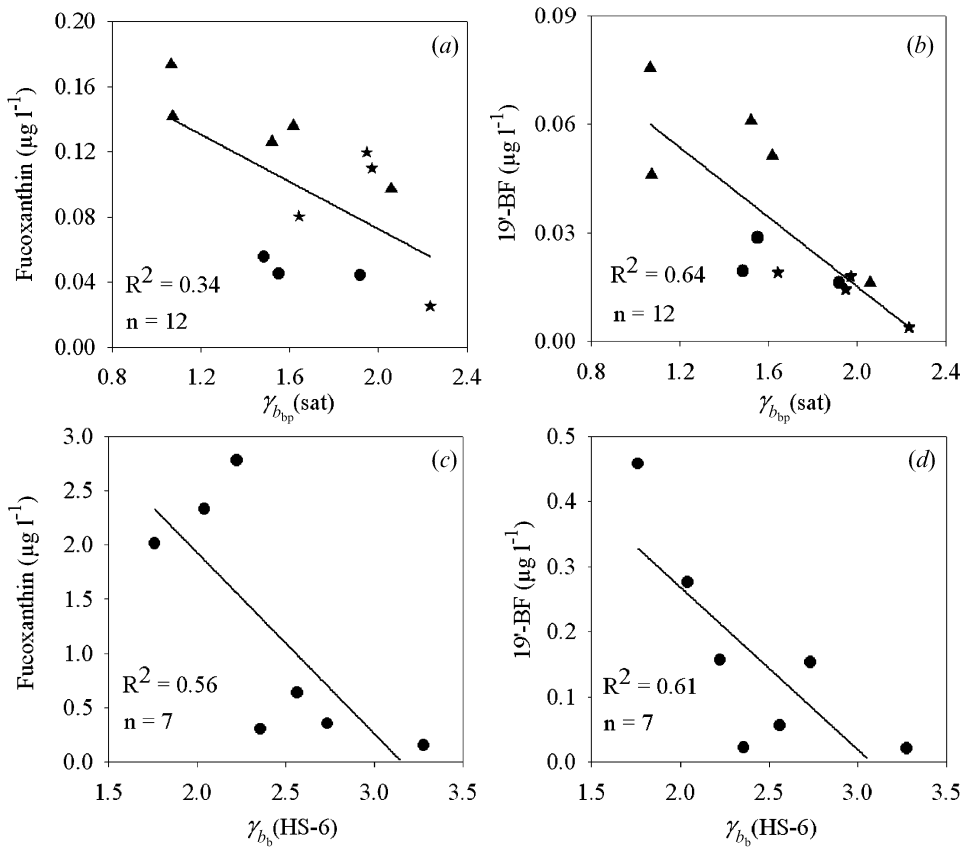 0.20
0.16
0.12
0.08
0.04
0.00
Fucoxanthin (µg l⁻¹)
(a)
R² = 0.34
n = 12
0.8 1.2 1.6 2.0 2.4
γ_b_bp(sat)
0.09
0.06
0.03
0.00
19'-BF (µg l⁻¹)
(b)
R² = 0.64
n = 12
0.8 1.2 1.6 2.0 2.4
γ_b_bp(sat)
3.0
2.5
2.0
1.5
1.0
0.5
0.0
Fucoxanthin (µg l⁻¹)
(c)
R² = 0.56
n = 7
1.5 2.0 2.5 3.0 3.5
γ_b_b(HS-6)
0.5
0.4
0.3
0.2
0.1
0.0
19'-BF (µg l⁻¹)
(d)
R² = 0.61
n = 7
1.5 2.0 2.5 3.0 3.5
γ_b_b(HS-6)